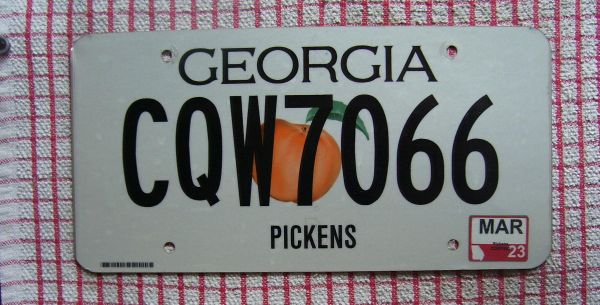 GEORGIA
CQW7066
PICKENS
MAR
23